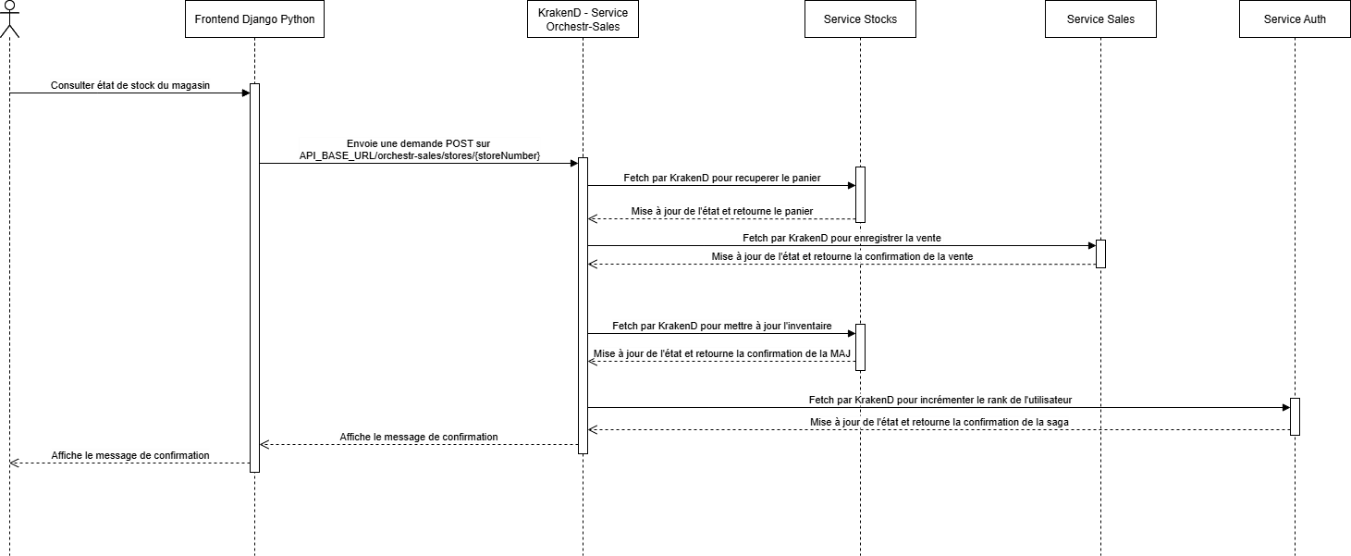 Frontend Django Python
KrakenD - Service
Orchestr-Sales
Service Stocks
Service Sales
Service Auth
Consulter état de stock du magasin
Envoie une demande POST sur
API_BASE_URL/orchestr-sales/stores/{storeNumber}
Fetch par KrakenD pour recuperer le panier
Mise à jour de l'état et retourne le panier
Fetch par KrakenD pour enregistrer la vente
Mise à jour de l'état et retourne la confirmation de la vente
Fetch par KrakenD pour mettre à jour l'inventaire
Mise à jour de l'état et retourne la confirmation de la MAJ
Fetch par KrakenD pour incrémenter le rank de l'utilisateur
Mise à jour de l'état et retourne la confirmation de la saga
Affiche le message de confirmation
Affiche le message de confirmation